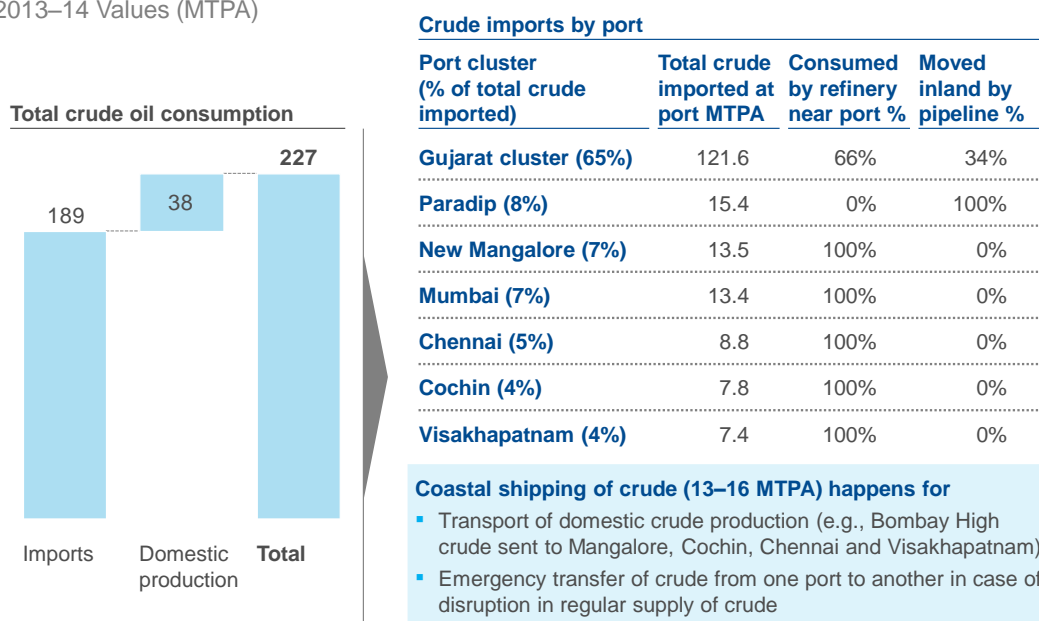 2013–14 Values (MTPA)
Total crude oil consumption
227
38
189
Imports
Domestic
production
Total
Crude imports by port
Port cluster
(% of total crude
imported)
Total crude
imported at
port MTPA
Consumed
by refinery
near port %
Moved
inland by
pipeline %
Gujarat cluster (65%) 121.6 66% 34%
Paradip (8%) 15.4 0% 100%
New Mangalore (7%) 13.5 100% 0%
Mumbai (7%) 13.4 100% 0%
Chennai (5%) 8.8 100% 0%
Cochin (4%) 7.8 100% 0%
Visakhapatnam (4%) 7.4 100% 0%
Coastal shipping of crude (13–16 MTPA) happens for
▪ Transport of domestic crude production (e.g., Bombay High
crude sent to Mangalore, Cochin, Chennai and Visakhapatnam)
▪ Emergency transfer of crude from one port to another in case of
disruption in regular supply of crude